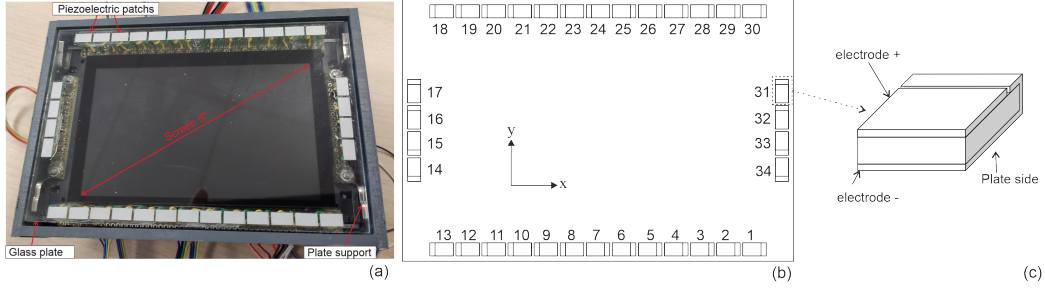 Piezoelectric patchs
Screen 5"
Glass plate
Plate support
(a)
18 19 20 21 22 23 24 25 26 27 28 29 30
17
16
15
14
31
32
33
34
y
x
13 12 11 10 9 8 7 6 5 4 3 2 1
(b)
electrode +
electrode -
Plate side
(c)